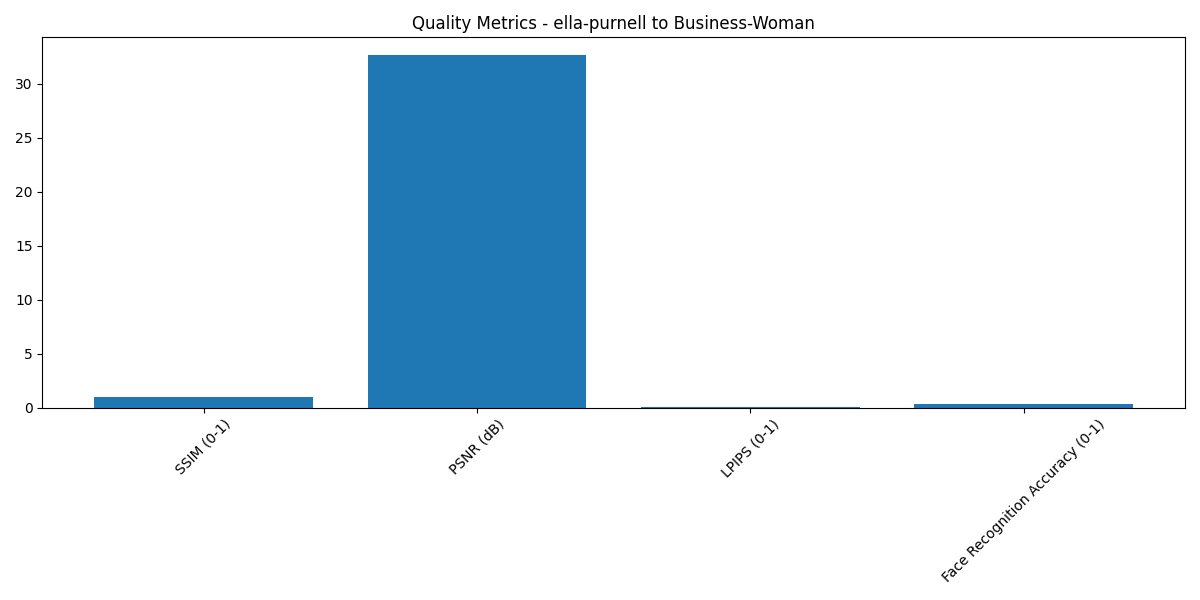 Quality Metrics - ella-purnell to Business-Woman
30
25
20
15
10
5
0
SSIM (0-1)
PSNR (dB)
LPIPS (0-1)
Face Recognition Accuracy (0-1)